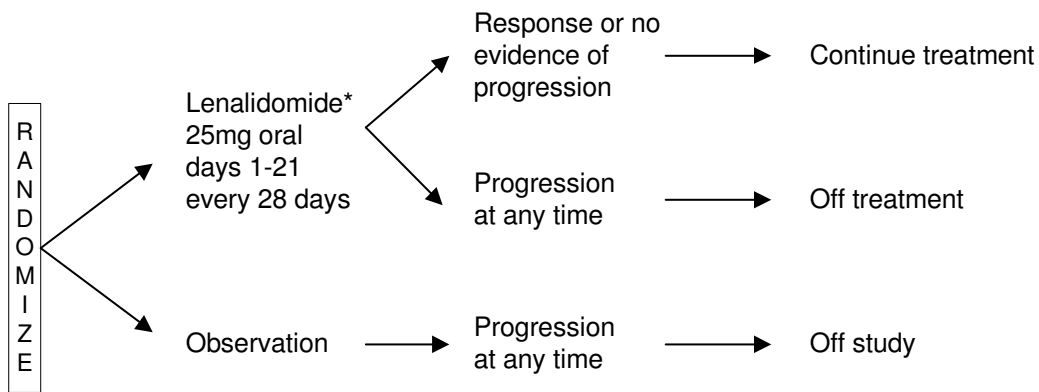 RANDOMIZE
Lenalidomide*
25mg oral
days 1-21
every 28 days
Response or no
evidence of
progression
Continue treatment
Progression
at any time
Off treatment
Observation
Progression
at any time
Off study